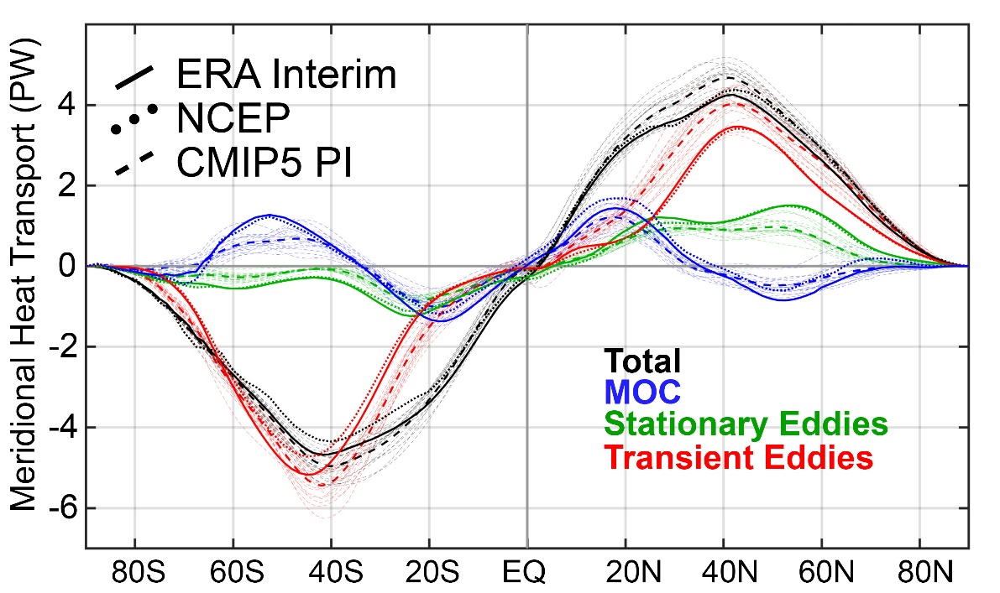 Meridional Heat Transport (PW)
4
2
0
-2
-4
-6
ERA Interim
NCEP
CMIP5 PI
Total
MOC
Stationary Eddies
Transient Eddies
80S 60S 40S 20S EQ 20N 40N 60N 80N